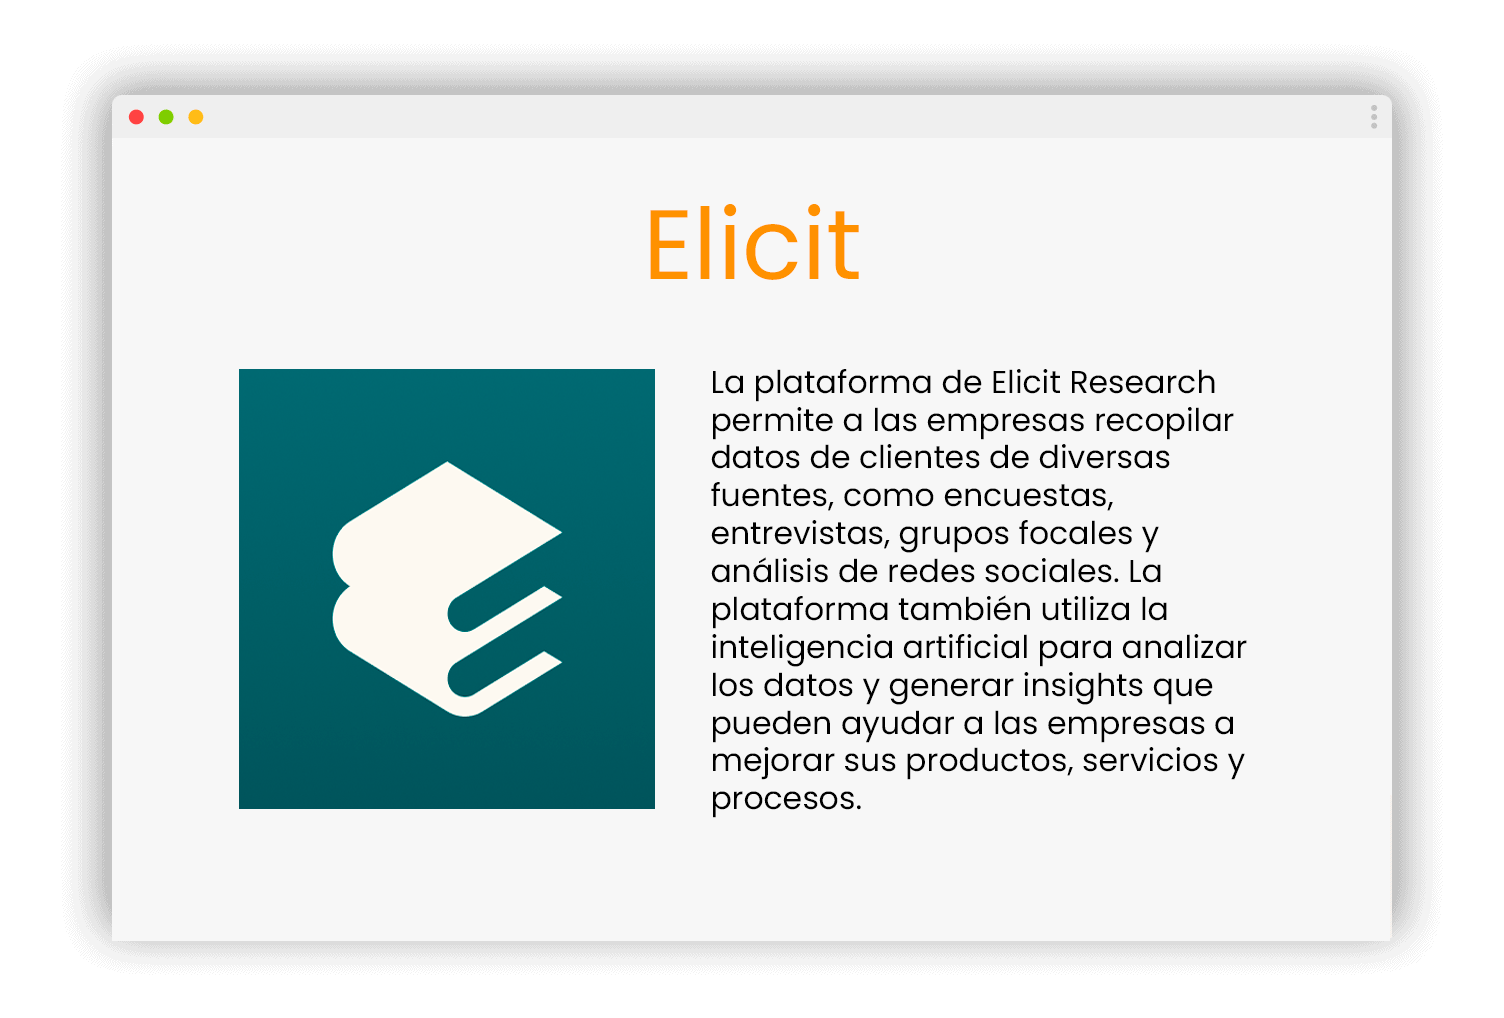 Elicit
La plataforma de Elicit Research
permite a las empresas recopilar
datos de clientes de diversas
fuentes, como encuestas,
entrevistas, grupos focales y
análisis de redes sociales. La
plataforma también utiliza la
inteligencia artificial para analizar
los datos y generar insights que
pueden ayudar a las empresas a
mejorar sus productos, servicios y
procesos.